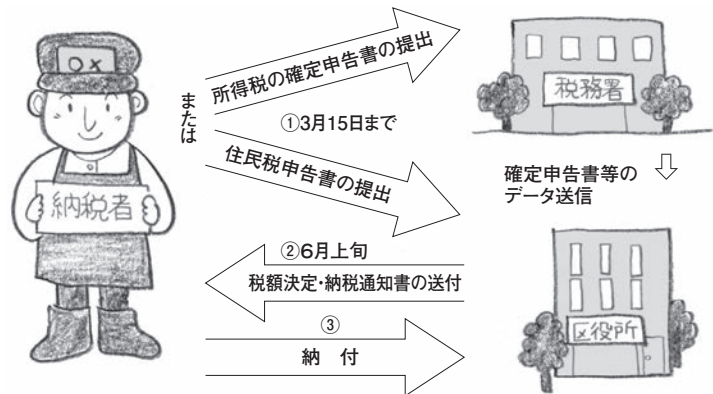 ○×
納税者
または
所得税の確定申告書の提出
①3月15日まで
住民税申告書の提出
税務署
確定申告書等の
データ送信
②6月上旬
税額決定・納税通知書の送付
③
納 付
区役所